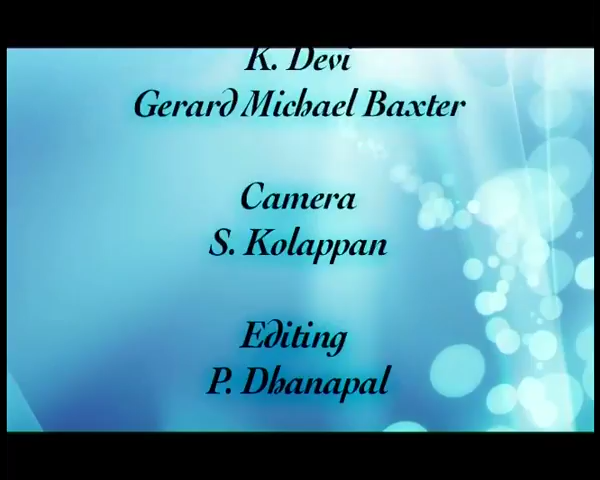 K. Devi
Gerard Michael Baxter
Camera
S. Kolappan
Editing
P. Dhanapal